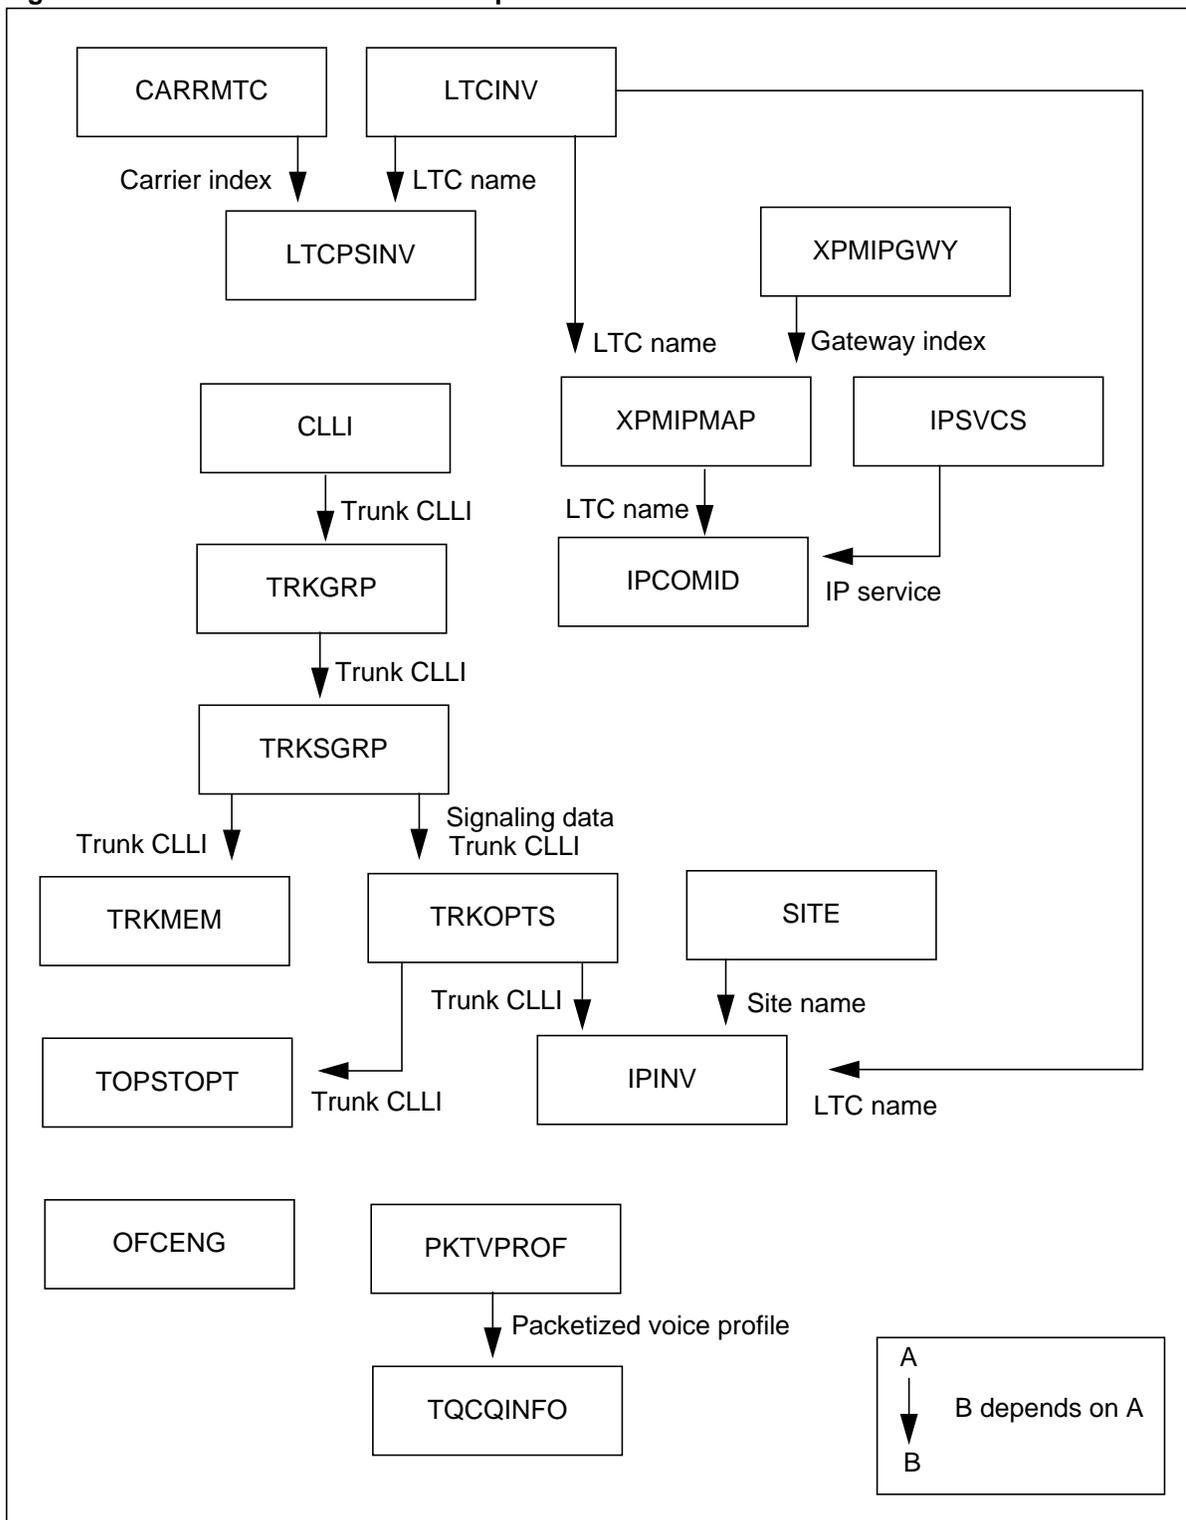 CARRMTC
LTCINV
Carrier index
LTC name
LTCPSINV
XPMIPGWY
LTC name
Gateway index
CLLI
XPMIPMAP
IPSVCS
Trunk CLLI
LTC name
TRKGRP
IPCOMID
IP service
Trunk CLLI
TRKSGRP
Trunk CLLI
Signaling data
Trunk CLLI
TRKMEM
TRKOPTS
SITE
Trunk CLLI
Site name
TOPSTOPT
IPINV
Trunk CLLI
LTC name
OFCENG
PKTVPROF
Packetized voice profile
TQCQINFO
A
B depends on A
B